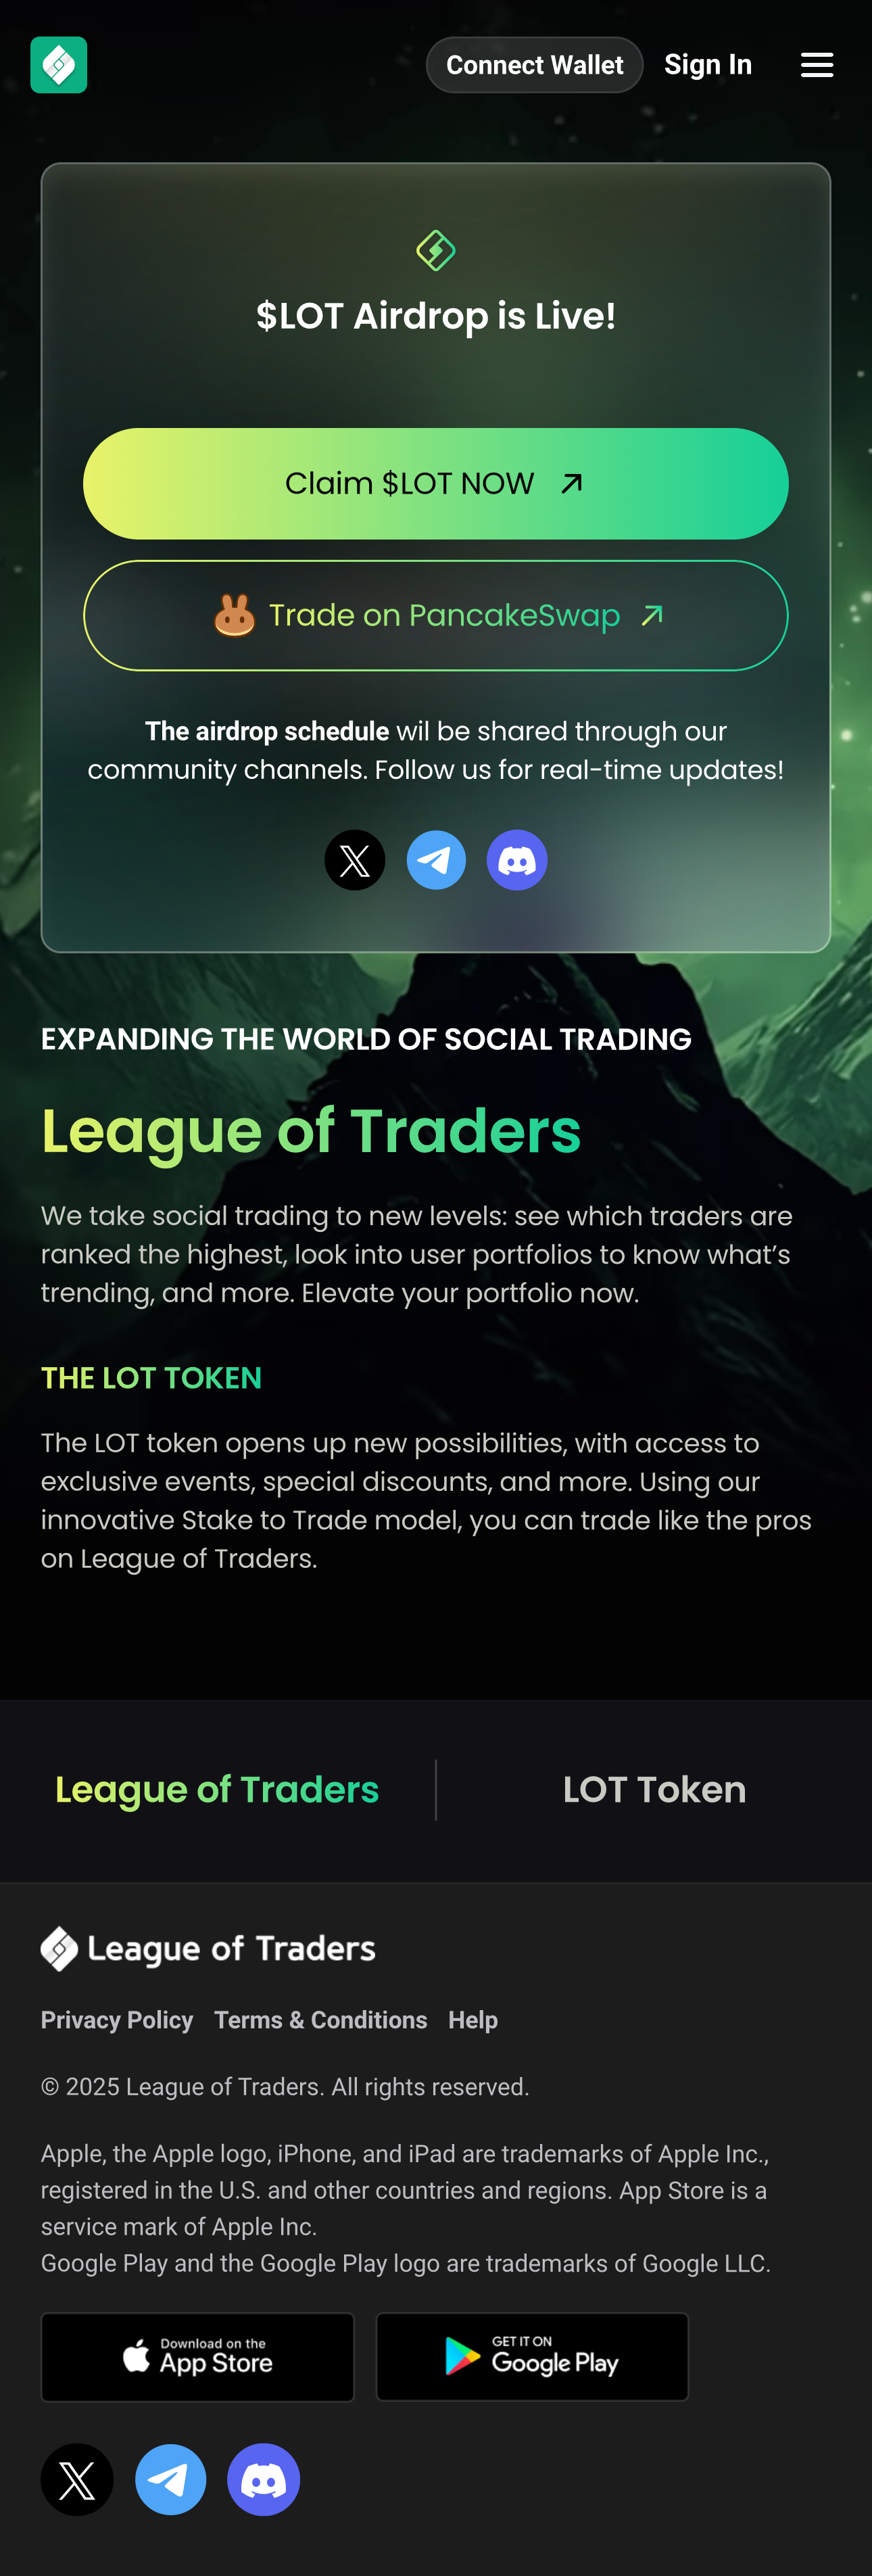 Connect Wallet
Sign In
$LOT Airdrop is Live!
Claim $LOT NOW
Trade on PancakeSwap
The airdrop schedule wil be shared through our
community channels. Follow us for real-time updates!
EXPANDING THE WORLD OF SOCIAL TRADING
League of Traders
We take social trading to new levels: see which traders are
ranked the highest, look into user portfolios to know what’s
trending, and more. Elevate your portfolio now.
THE LOT TOKEN
The LOT token opens up new possibilities, with access to
exclusive events, special discounts, and more. Using our
innovative Stake to Trade model, you can trade like the pros
on League of Traders.
League of Traders
LOT Token
League of Traders
Privacy Policy Terms & Conditions Help
© 2025 League of Traders. All rights reserved.
Apple, the Apple logo, iPhone, and iPad are trademarks of Apple Inc.,
registered in the U.S. and other countries and regions. App Store is a
service mark of Apple Inc.
Google Play and the Google Play logo are trademarks of Google LLC.
Download on the
App Store
GET IT ON
Google Play